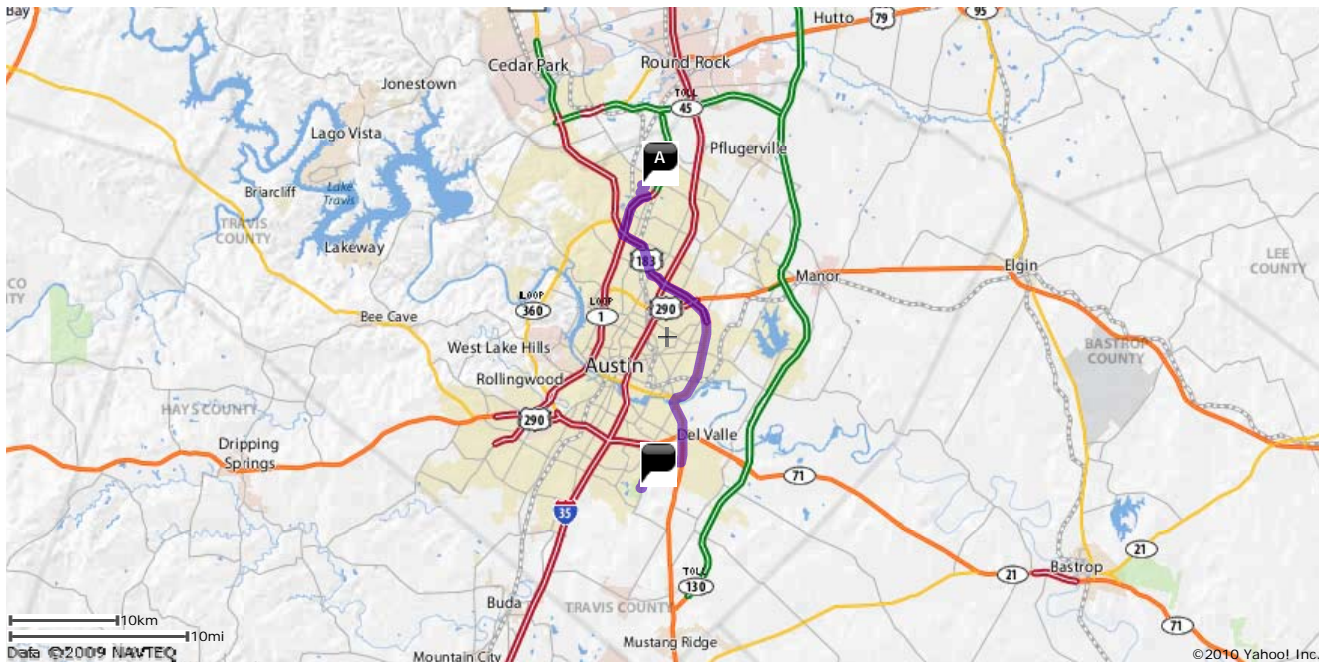 Bay
Hutto
79
95
Cedar Park
Round Rock
Jonestown
TOLL
45
Lago Vista
Pflugerville
A
Briarcliff
Lake
Travis
TRAVIS
COUNTY
Lakeway
183
Manor
Elgin
LEE
COUNTY
CO
TY
LOOP
360
LOOP
1
290
Bee Cave
West Lake Hills
BASTROP
COUNTY
Austin
Rollingwood
HAYS COUNTY
290
Del Valle
Dripping
Springs
71
35
21
Bastrop
21
TOLL
130
Buda
TRAVIS COUNTY
71
10km
10mi
Mustang Ridge
Data ©2009 NAVTEQ
Mountain City
©2010 Yahoo! Inc.